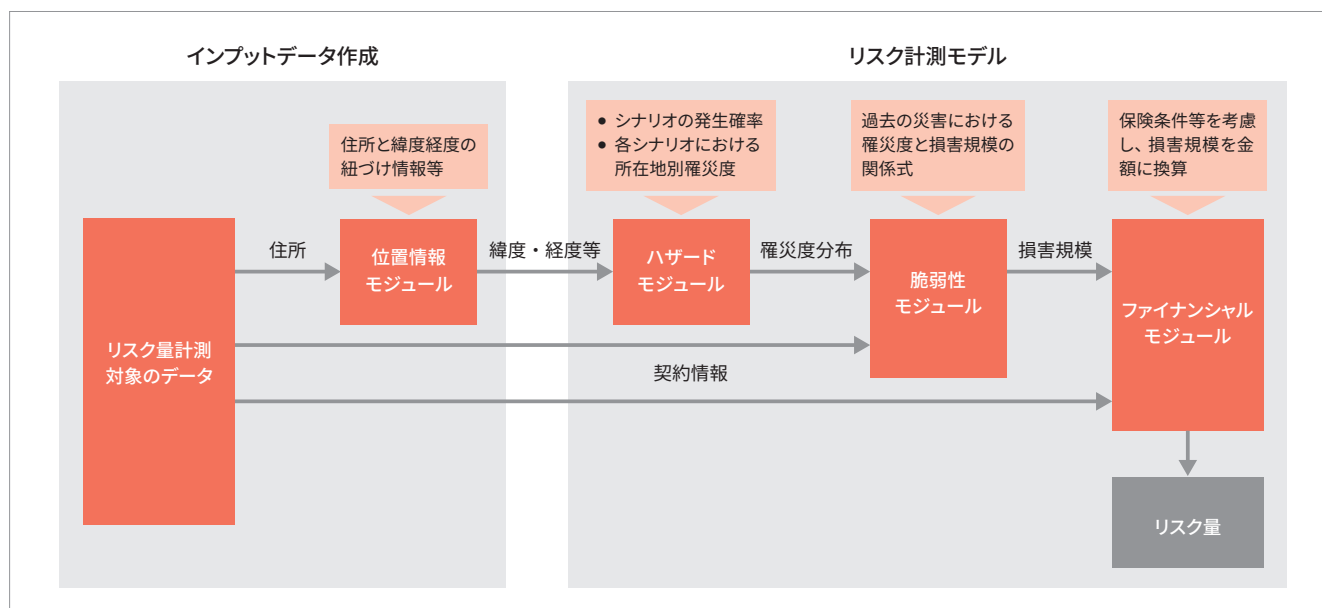 インプットデータ作成
リスク計測モデル
住所と緯度経度の
紐づけ情報等
● シナリオの発生確率
● 各シナリオにおける
所在地別罹災度
過去の災害における
罹災度と損害規模の
関係式
保険条件等を考慮
し、損害規模を金
額に換算
リスク量計測
対象のデータ
住所
位置情報
モジュール
緯度・経度等
ハザード
モジュール
罹災度分布
脆弱性
モジュール
損害規模
ファイナンシャル
モジュール
契約情報
リスク量